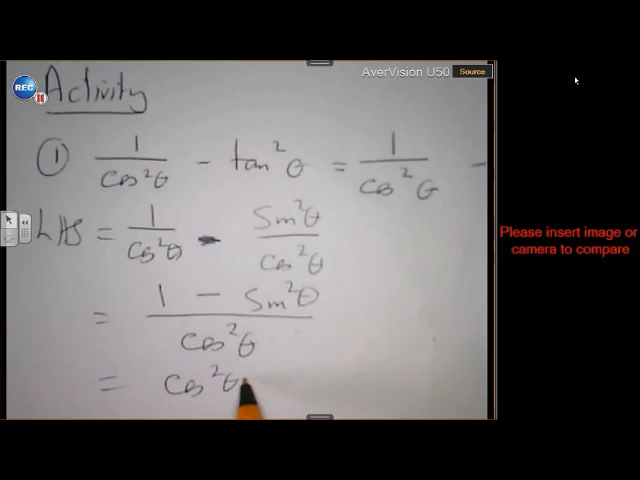 AverVision U50 Source
REC
Activity
① 1/cos²θ - tan²θ = 1/cos²θ -
LHS = 1/cos²θ - sin²θ/cos²θ
= 1 - sin²θ/cos²θ
= cos²θ
Please insert image or
camera to compare